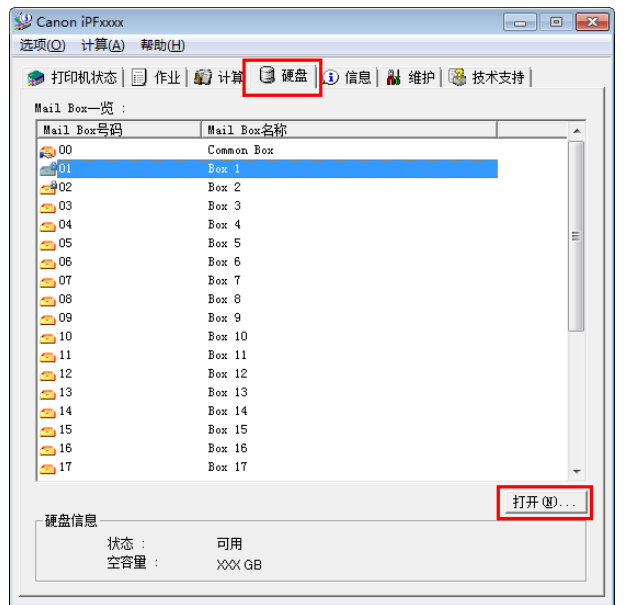 Canon iPFxxxx
选项(O) 计算(A) 帮助(H)
打印机状态 作业 计算 硬盘 信息 维护 技术支持
Mail Box一览 :
Mail Box号码 Mail Box名称
00 Common Box
01 Box 1
02 Box 2
03 Box 3
04 Box 4
05 Box 5
06 Box 6
07 Box 7
08 Box 8
09 Box 9
10 Box 10
11 Box 11
12 Box 12
13 Box 13
14 Box 14
15 Box 15
16 Box 16
17 Box 17
打开(N)...
硬盘信息
状态 : 可用
空容量 : XXX GB